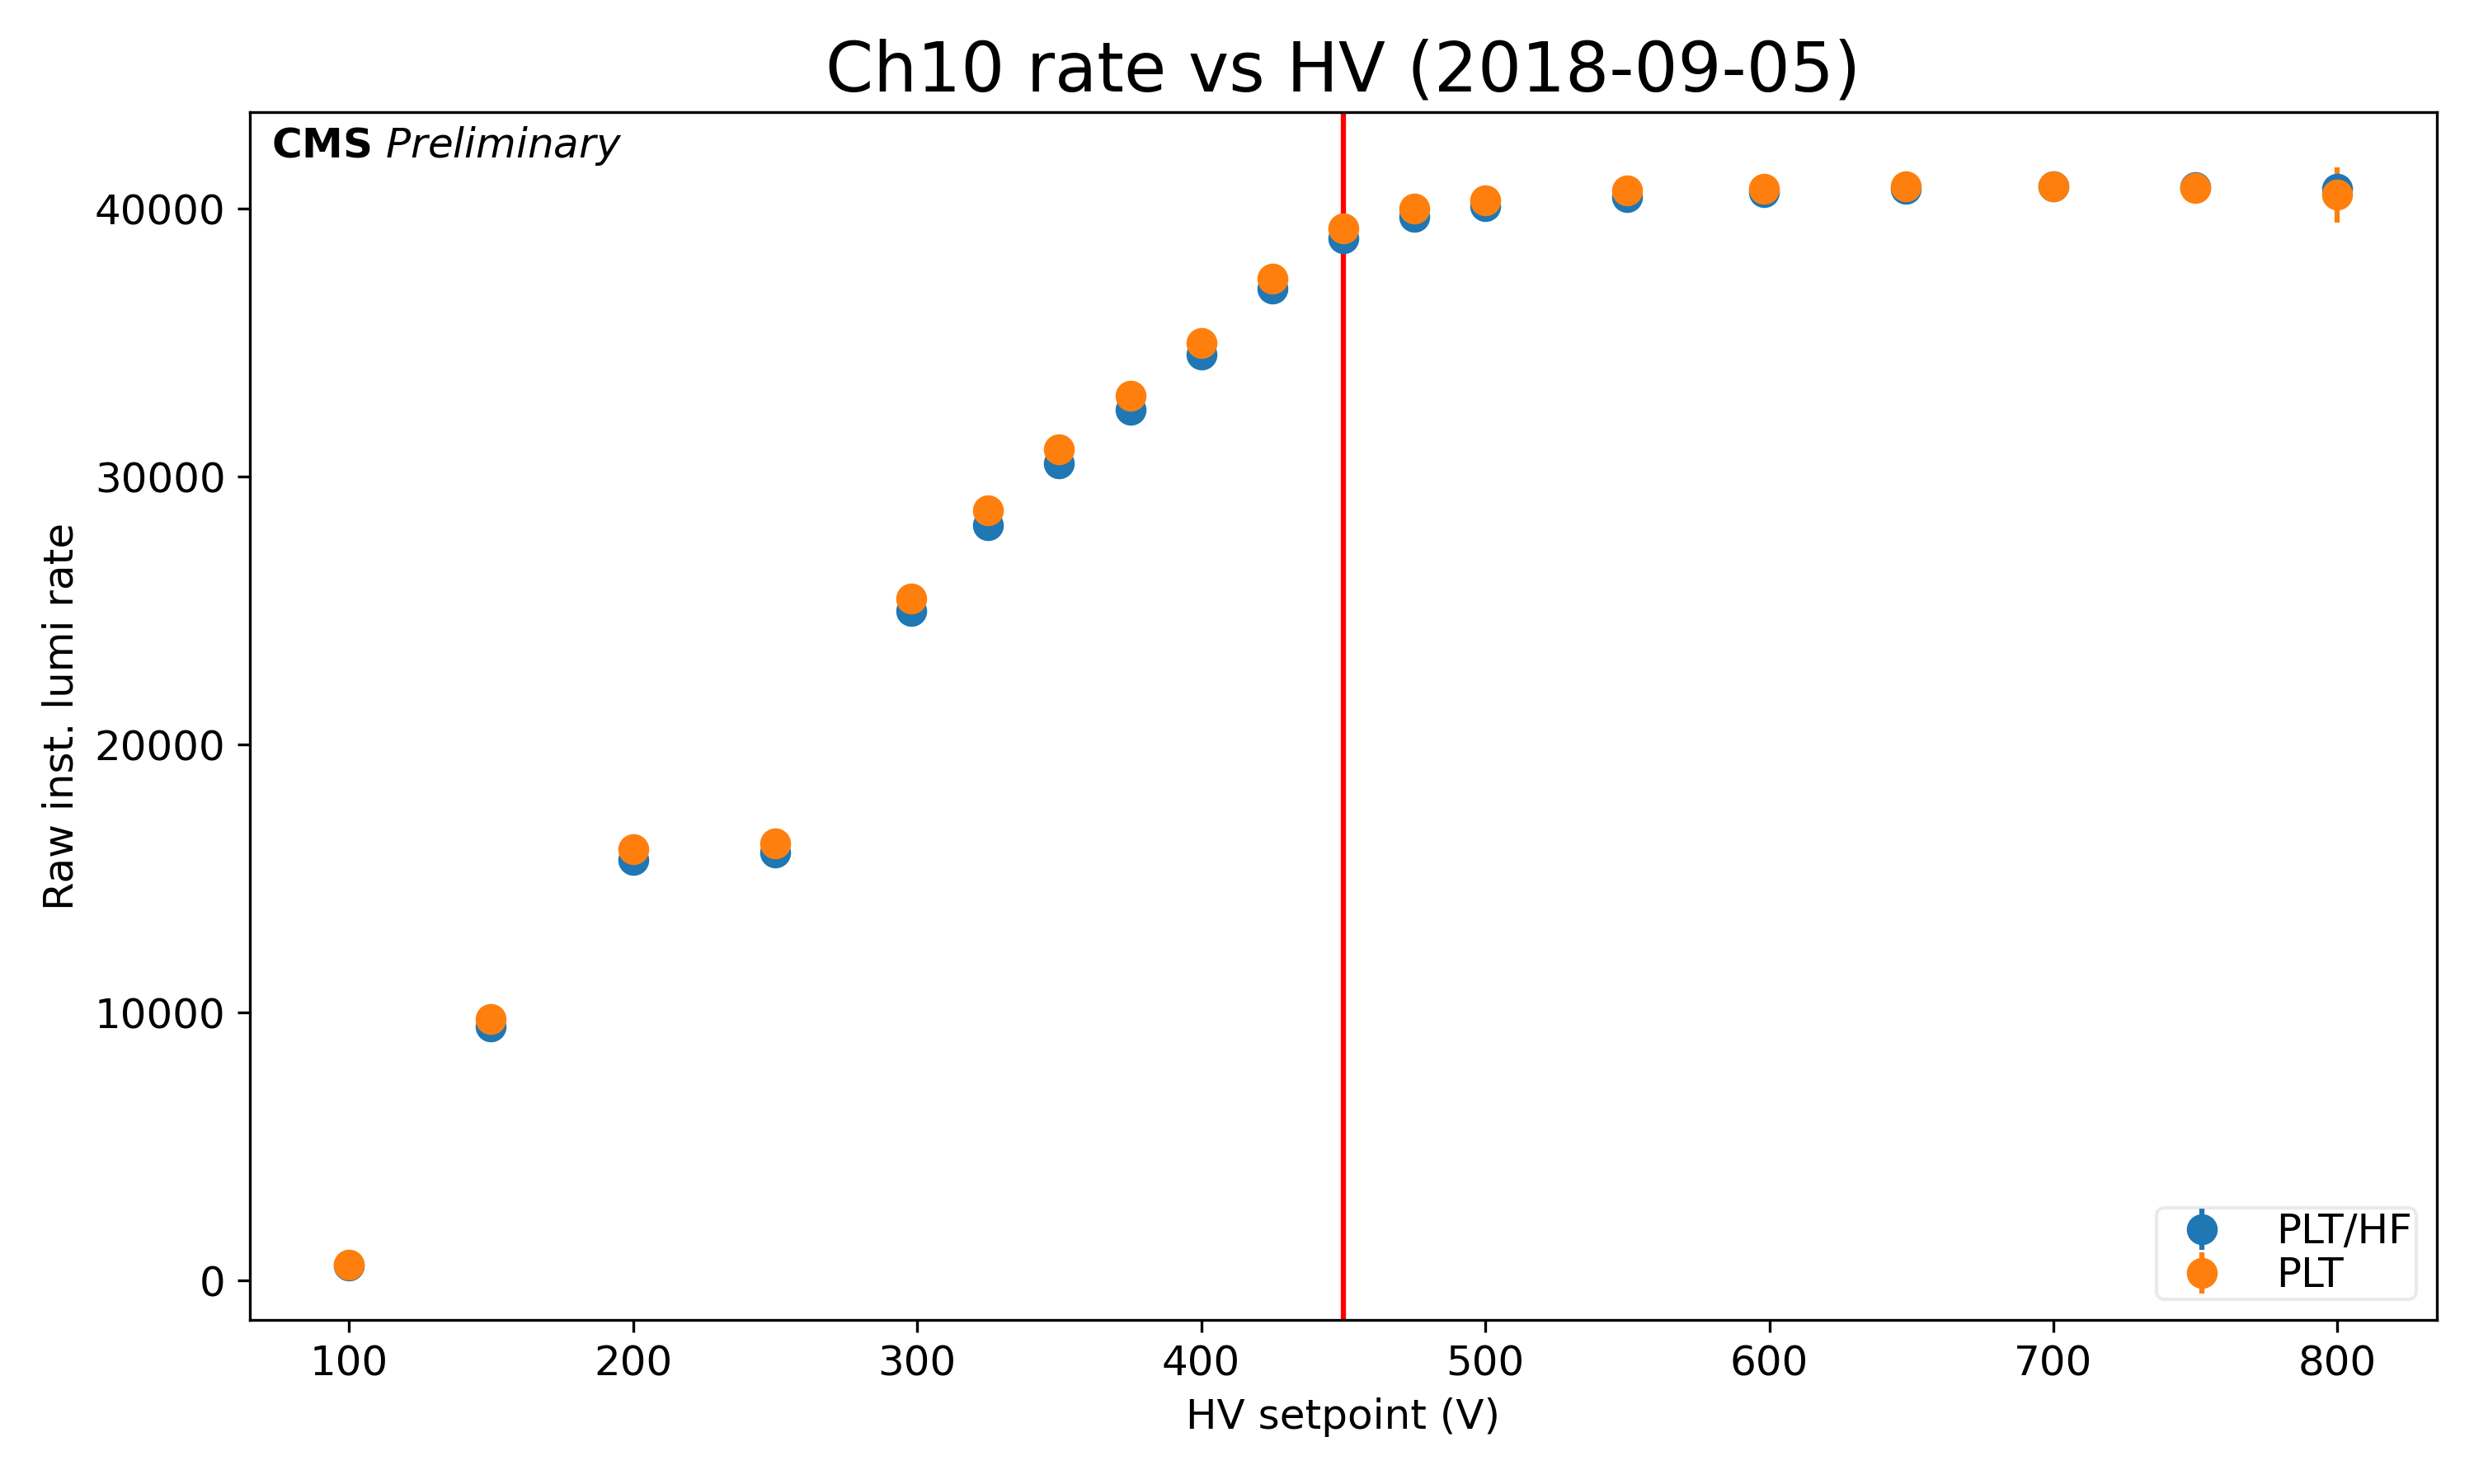 Ch10 rate vs HV (2018-09-05)
CMS Preliminary
40000
30000
20000
10000
0
Raw inst. lumi rate
PLT/HF
PLT
100 200 300 400 500 600 700 800
HV setpoint (V)